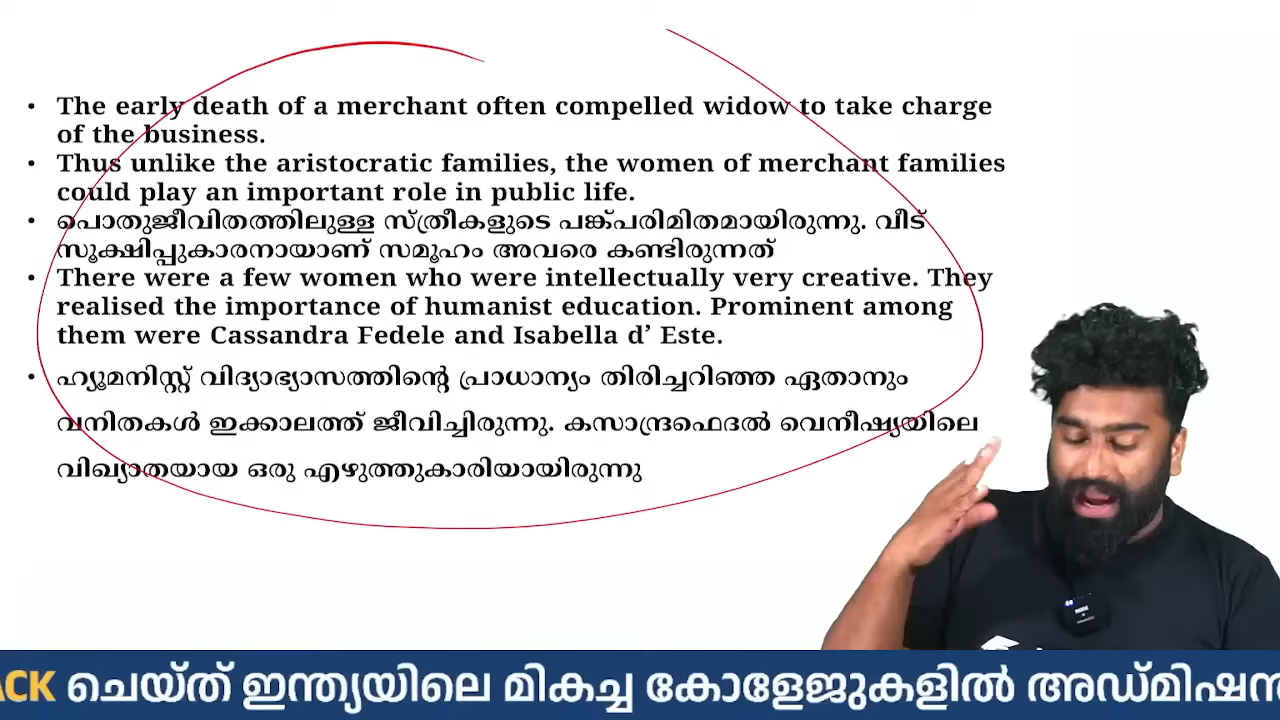 • The early death of a merchant often compelled widow to take charge
of the business.
• Thus unlike the aristocratic families, the women of merchant families
could play an important role in public life.
• പൊതുജീവിതത്തിലുള്ള സ്ത്രീകളുടെ പങ്ക്പരിമിതമായിരുന്നു. വീട്
സൂക്ഷിപ്പുകാരനായാണ് സമൂഹം അവരെ കണ്ടിരുന്നത്
• There were a few women who were intellectually very creative. They
realised the importance of humanist education. Prominent among
them were Cassandra Fedele and Isabella d’ Este.
• ഹ്യൂമനിസ്റ്റ് വിദ്യാഭ്യാസത്തിന്റെ പ്രാധാന്യം തിരിച്ചറിഞ്ഞ ഏതാനും
വനിതകൾ ഇക്കാലത്ത് ജീവിച്ചിരുന്നു. കസാന്ദ്രഫെദൽ വെനീഷ്യയിലെ
വിഖ്യാതയായ ഒരു എഴുത്തുകാരിയായിരുന്നു
ACK ചെയ്ത് ഇന്ത്യയിലെ മികച്ച കോളേജുകളിൽ അഡ്മിഷൻ